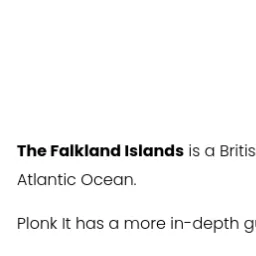 The Falkland Islands is a Britis
Atlantic Ocean.
Plonk It has a more in-depth g